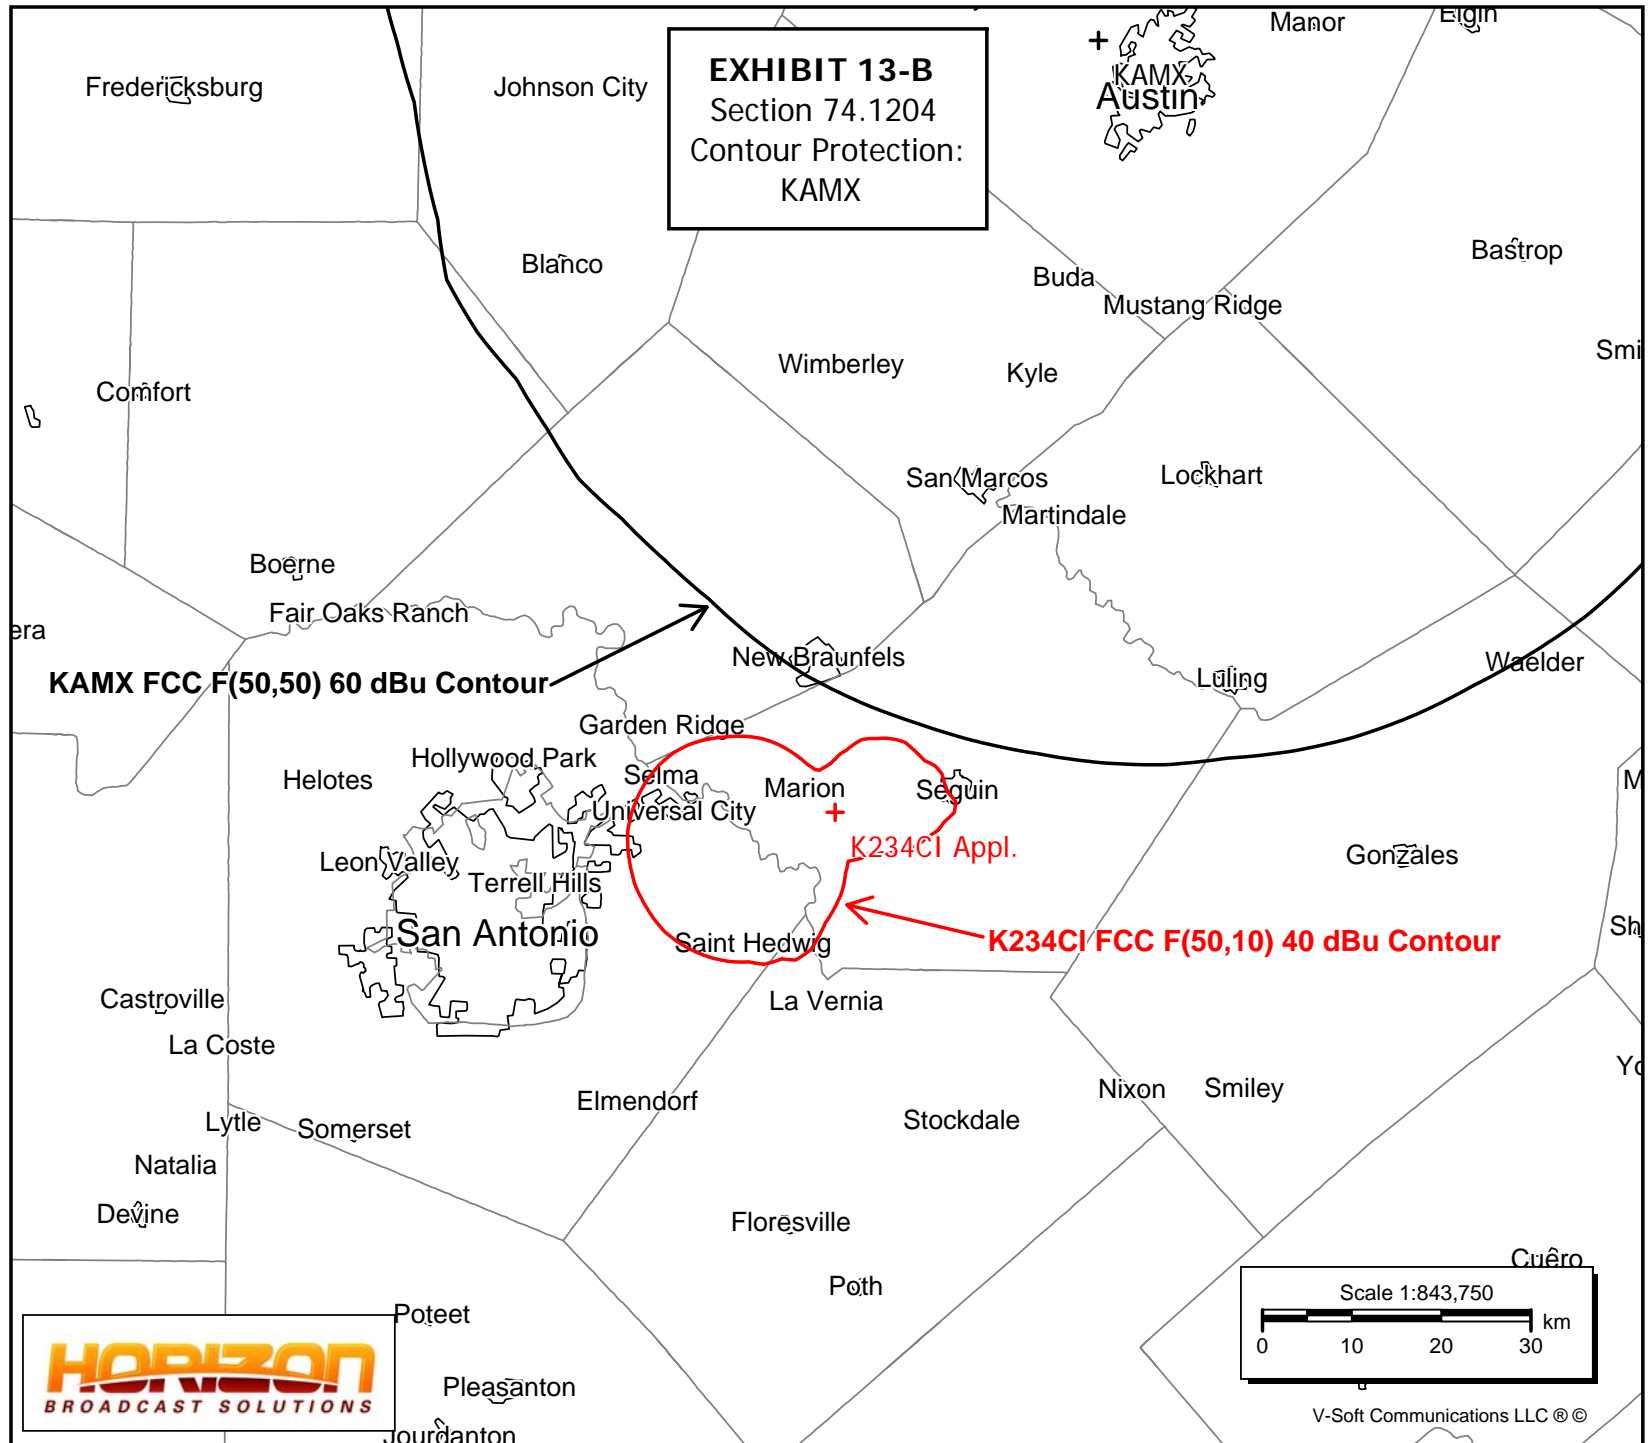 Fredericksburg
Johnson City
EXHIBIT 13-B
Section 74.1204
Contour Protection:
KAMX
Manor
Elgin
KAMX
Austin
Blanco
Buda
Bastrop
Mustang Ridge
Comfort
Wimberley
Kyle
Smi
San Marcos
Lockhart
Martindale
Boerne
Fair Oaks Ranch
era
KAMX FCC F(50,50) 60 dBu Contour
New Braunfels
Luling
Waelder
Garden Ridge
Hollywood Park
Helotes
Selma
Marion
Seguin
M
Universal City
K234CI Appl.
Leon Valley
Terrell Hills
Gonzales
San Antonio
Saint Hedwig
K234CI FCC F(50,10) 40 dBu Contour
Sh
Castroville
La Vernia
La Coste
Elmendorf
Nixon
Smiley
Yo
Lytle
Somerset
Stockdale
Natalia
Devine
Floresville
Poth
Cuero
Scale 1:843,750
km
0 10 20 30
Poteet
HORIZON
BROADCAST SOLUTIONS
Pleasanton
Jourdanton
V-Soft Communications LLC ® ©